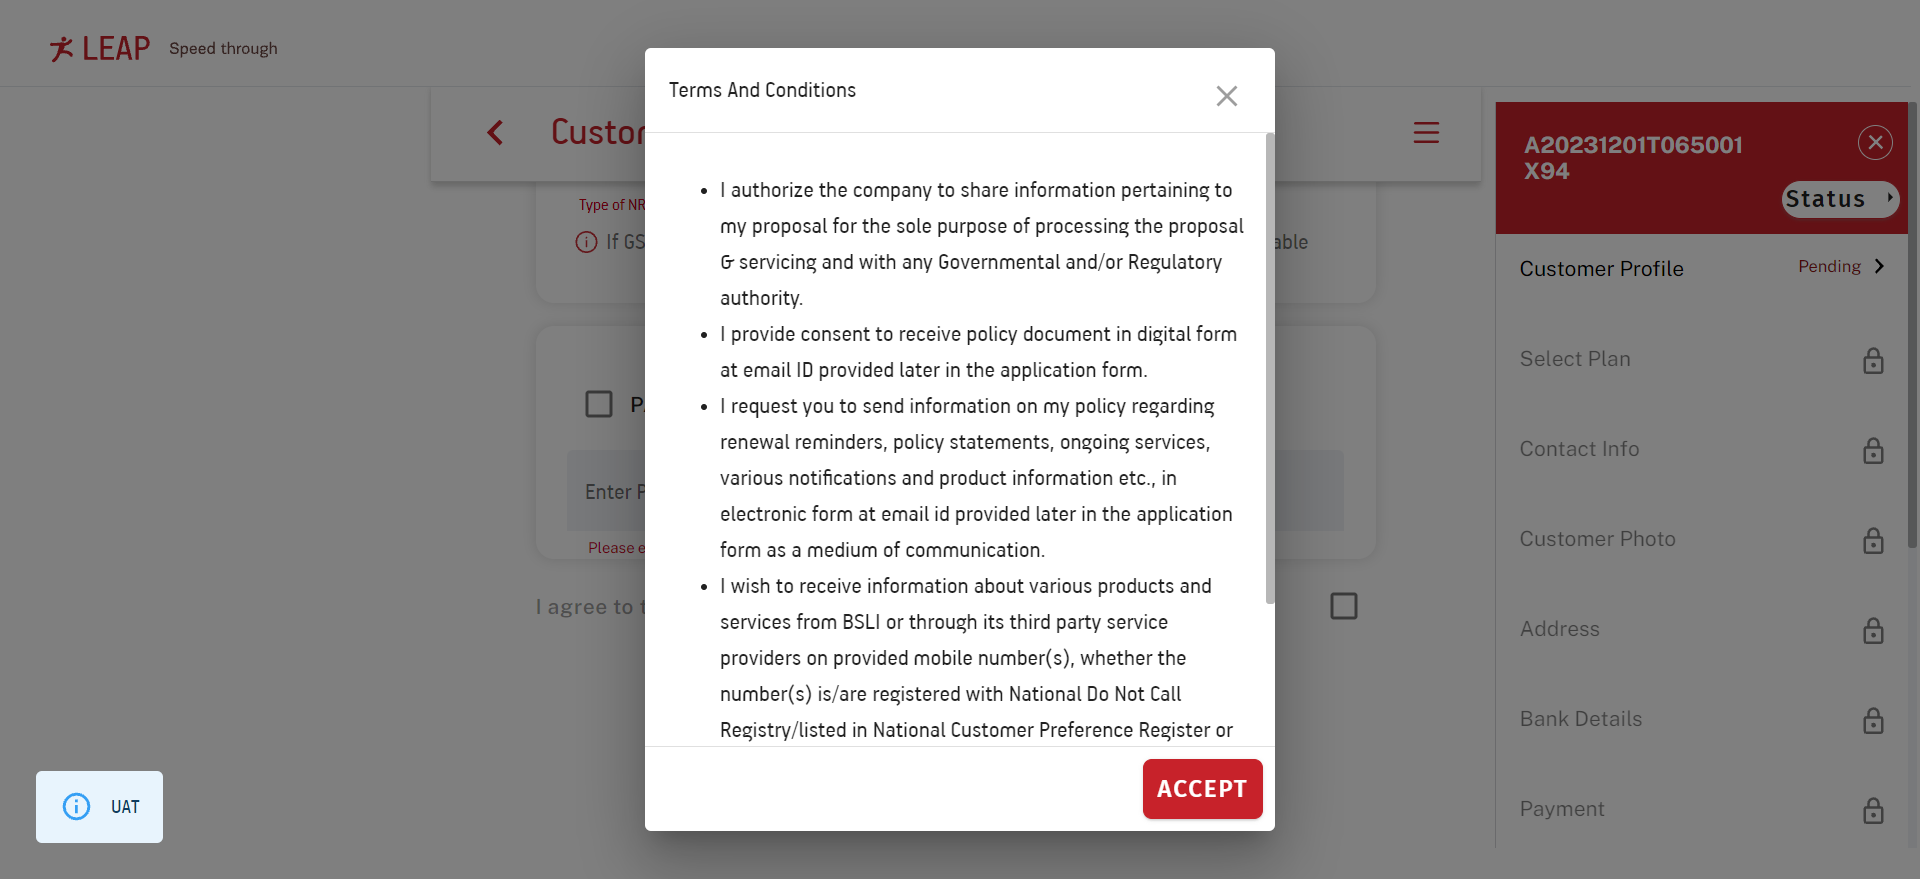 LEAP Speed through
Terms And Conditions
Type of
If
able
I authorize the company to share information pertaining to
my proposal for the sole purpose of processing the proposal
& servicing and with any Governmental and/or Regulatory
authority.
I provide consent to receive policy document in digital form
at email ID provided later in the application form.
I request you to send information on my policy regarding
renewal reminders, policy statements, ongoing services,
various notifications and product information etc., in
electronic form at email id provided later in the application
form as a medium of communication.
I wish to receive information about various products and
services from BSLI or through its third party service
providers on provided mobile number(s), whether the
number(s) is/are registered with National Do Not Call
Registry/listed in National Customer Preference Register or
ACCEPT
Enter
Please
I agree to
A20231201T065001
X94
Status
Customer Profile Pending
Select Plan
Contact Info
Customer Photo
Address
Bank Details
Payment
UAT